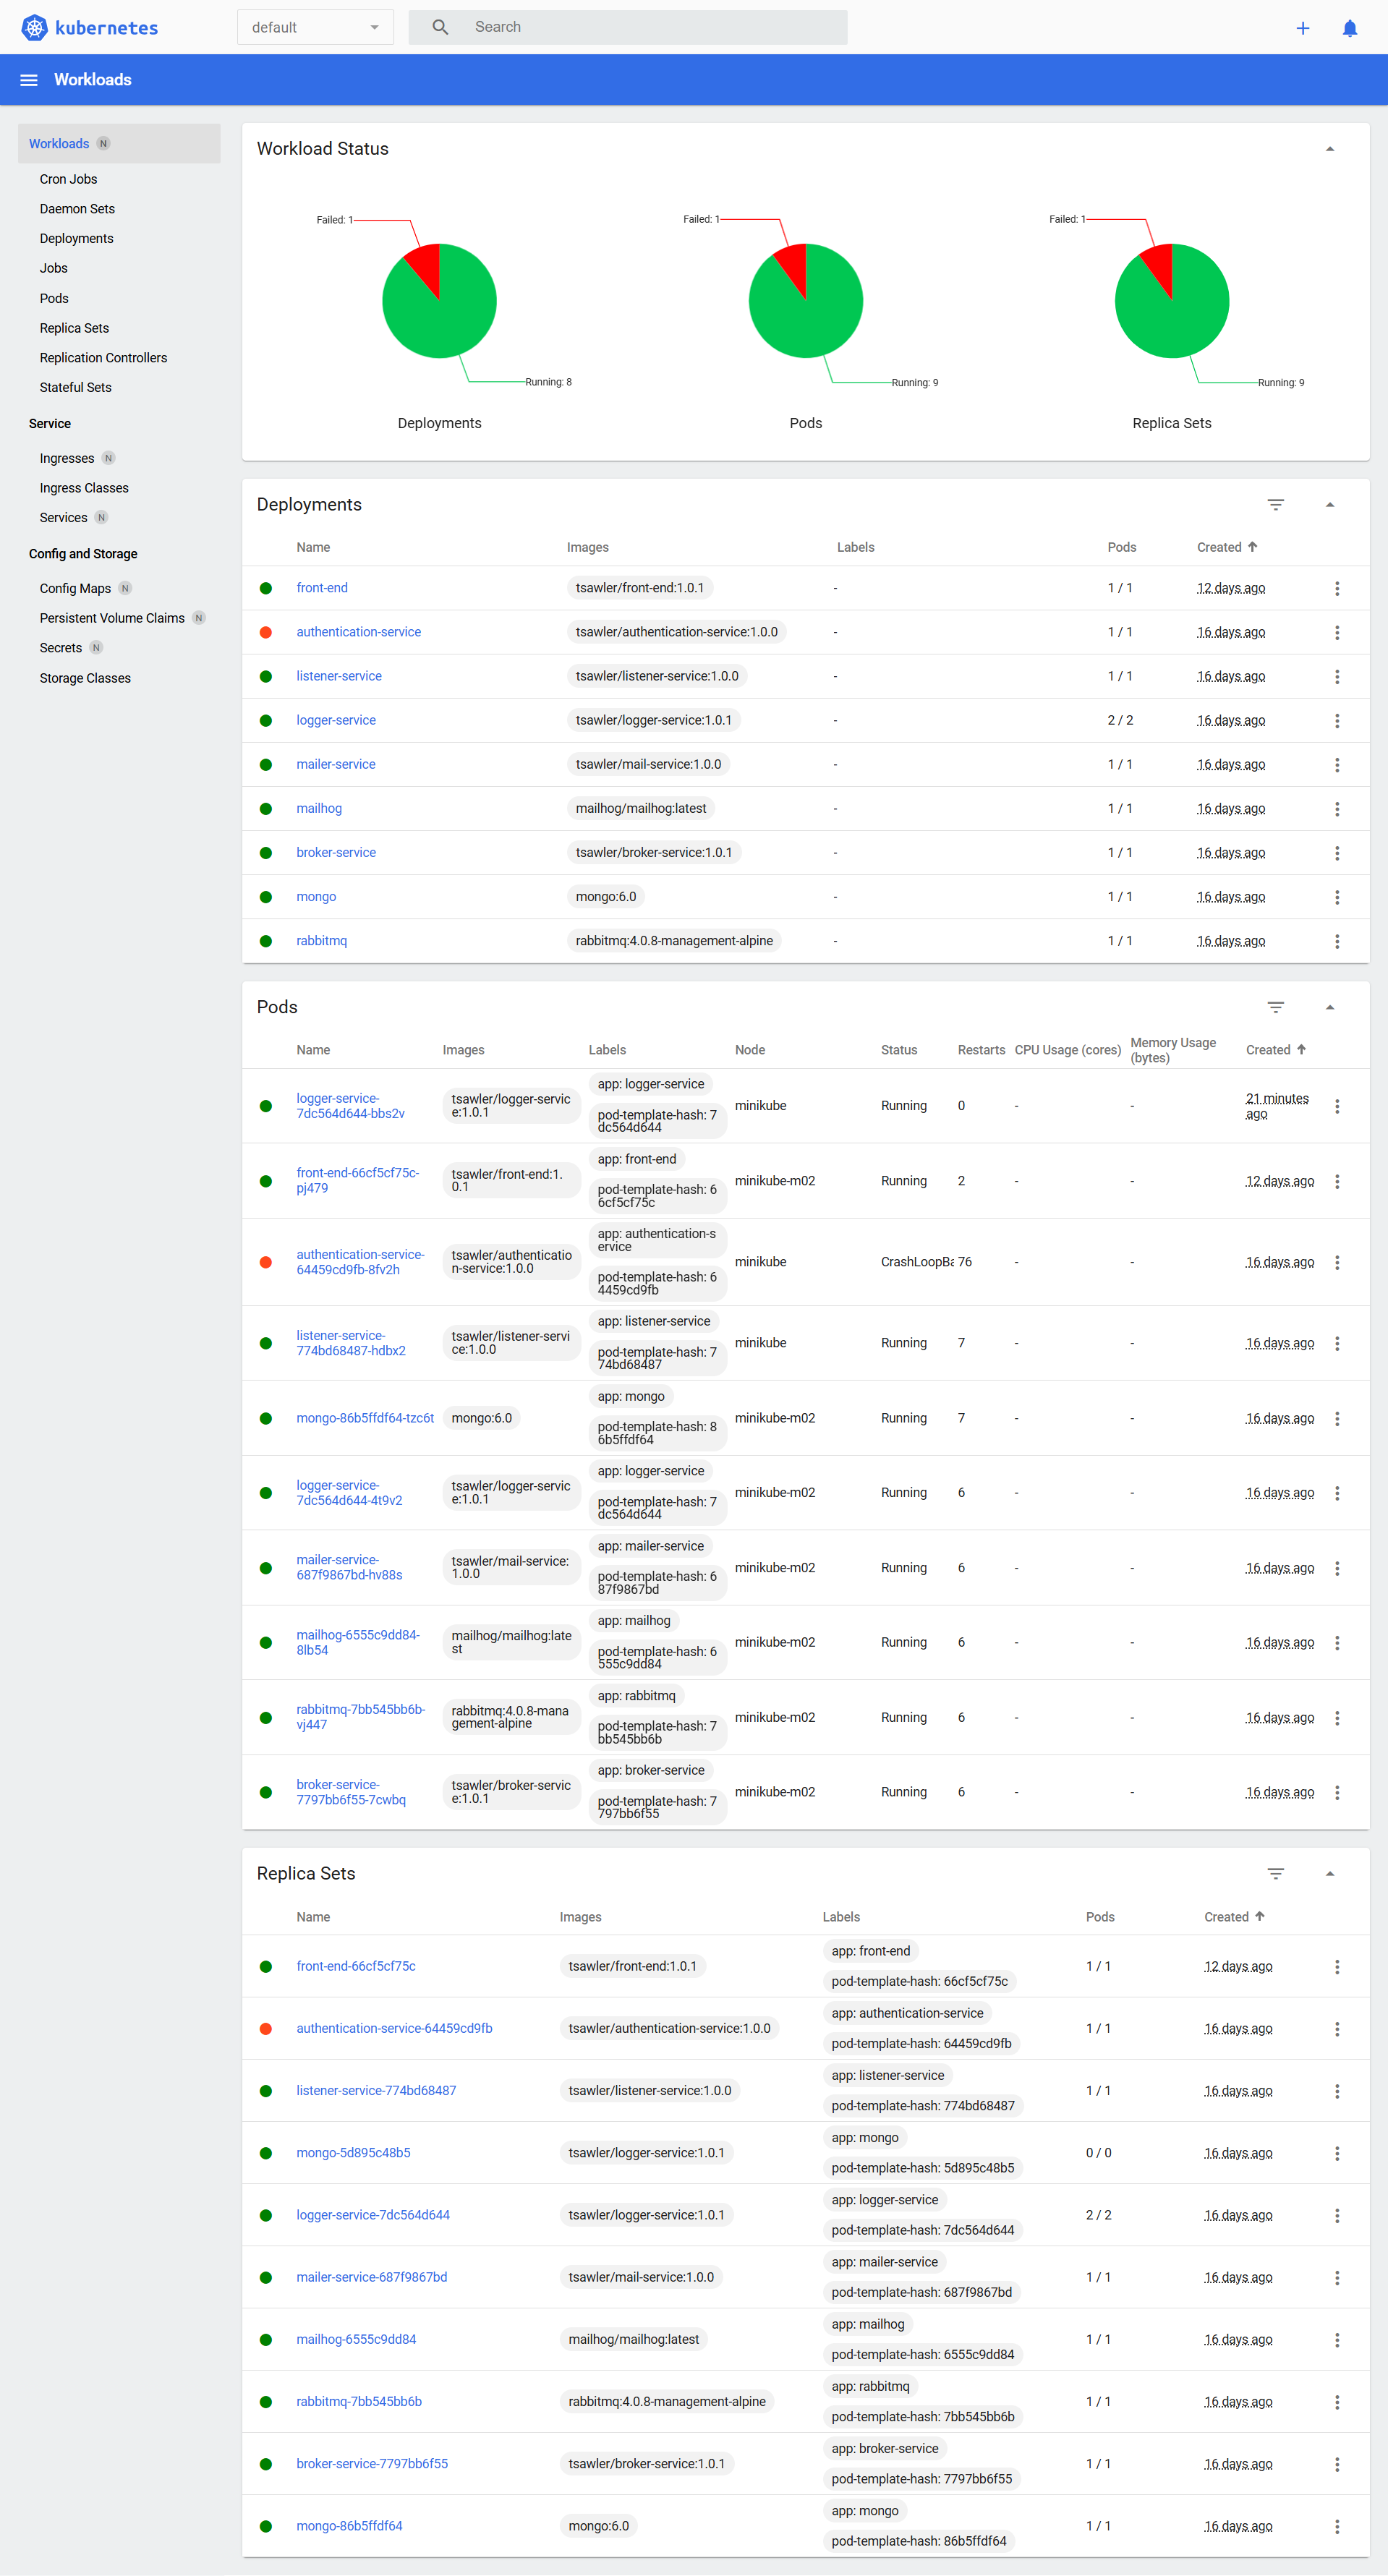 kubernetes
default
Search
Workloads
Workloads N
Cron Jobs
Daemon Sets
Deployments
Jobs
Pods
Replica Sets
Replication Controllers
Stateful Sets
Service
Ingresses N
Ingress Classes
Services N
Config and Storage
Config Maps N
Persistent Volume Claims N
Secrets N
Storage Classes
Workload Status
Failed: 1
Running: 8
Deployments
Failed: 1
Running: 9
Pods
Failed: 1
Running: 9
Replica Sets
Deployments
Name Images Labels Pods Created
front-end tsawler/front-end:1.0.1 - 1 / 1 12 days ago
authentication-service tsawler/authentication-service:1.0.0 - 1 / 1 16 days ago
listener-service tsawler/listener-service:1.0.0 - 1 / 1 16 days ago
logger-service tsawler/logger-service:1.0.1 - 2 / 2 16 days ago
mailer-service tsawler/mail-service:1.0.0 - 1 / 1 16 days ago
mailhog mailhog/mailhog:latest - 1 / 1 16 days ago
broker-service tsawler/broker-service:1.0.1 - 1 / 1 16 days ago
mongo mongo:6.0 - 1 / 1 16 days ago
rabbitmq rabbitmq:4.0.8-management-alpine - 1 / 1 16 days ago
Pods
Name Images Labels Node Status Restarts CPU Usage (cores) Memory Usage
(bytes) Created
logger-service-
7dc564d644-bbs2v
tsawler/logger-servic
e:1.0.1
app: logger-service
pod-template-hash: 7
dc564d644
minikube Running 0 - - 21 minutes
ago
front-end-66cf5cf75c-
pj479
tsawler/front-end:1.
0.1
app: front-end
pod-template-hash: 6
6cf5cf75c
minikube-m02 Running 2 - - 12 days ago
authentication-service-
64459cd9fb-8fv2h
tsawler/authenticatio
n-service:1.0.0
app: authentication-s
ervice
pod-template-hash: 6
4459cd9fb
minikube CrashLoopBa 76 - - 16 days ago
listener-service-
774bd68487-hdbx2
tsawler/listener-servi
ce:1.0.0
app: listener-service
pod-template-hash: 7
74bd68487
minikube Running 7 - - 16 days ago
mongo-86b5ffdf64-tzc6t
mongo:6.0
app: mongo
pod-template-hash: 8
6b5ffdf64
minikube-m02 Running 7 - - 16 days ago
logger-service-
7dc564d644-4t9v2
tsawler/logger-servic
e:1.0.1
app: logger-service
pod-template-hash: 7
dc564d644
minikube-m02 Running 6 - - 16 days ago
mailer-service-
687f9867bd-hv88s
tsawler/mail-service:
1.0.0
app: mailer-service
pod-template-hash: 6
87f9867bd
minikube-m02 Running 6 - - 16 days ago
mailhog-6555c9dd84-
8lb54
mailhog/mailhog:late
st
app: mailhog
pod-template-hash: 6
555c9dd84
minikube-m02 Running 6 - - 16 days ago
rabbitmq-7bb545bb6b-
vj447
rabbitmq:4.0.8-mana
gement-alpine
app: rabbitmq
pod-template-hash: 7
bb545bb6b
minikube-m02 Running 6 - - 16 days ago
broker-service-
7797bb6f55-7cwbq
tsawler/broker-servic
e:1.0.1
app: broker-service
pod-template-hash: 7
797bb6f55
minikube-m02 Running 6 - - 16 days ago
Replica Sets
Name Images Labels Pods Created
front-end-66cf5cf75c tsawler/front-end:1.0.1
app: front-end
pod-template-hash: 66cf5cf75c
1 / 1 12 days ago
authentication-service-64459cd9fb tsawler/authentication-service:1.0.0
app: authentication-service
pod-template-hash: 64459cd9fb
1 / 1 16 days ago
listener-service-774bd68487 tsawler/listener-service:1.0.0
app: listener-service
pod-template-hash: 774bd68487
1 / 1 16 days ago
mongo-5d895c48b5 tsawler/logger-service:1.0.1
app: mongo
pod-template-hash: 5d895c48b5
0 / 0 16 days ago
logger-service-7dc564d644 tsawler/logger-service:1.0.1
app: logger-service
pod-template-hash: 7dc564d644
2 / 2 16 days ago
mailer-service-687f9867bd tsawler/mail-service:1.0.0
app: mailer-service
pod-template-hash: 687f9867bd
1 / 1 16 days ago
mailhog-6555c9dd84 mailhog/mailhog:latest
app: mailhog
pod-template-hash: 6555c9dd84
1 / 1 16 days ago
rabbitmq-7bb545bb6b rabbitmq:4.0.8-management-alpine
app: rabbitmq
pod-template-hash: 7bb545bb6b
1 / 1 16 days ago
broker-service-7797bb6f55 tsawler/broker-service:1.0.1
app: broker-service
pod-template-hash: 7797bb6f55
1 / 1 16 days ago
mongo-86b5ffdf64 mongo:6.0
app: mongo
pod-template-hash: 86b5ffdf64
1 / 1 16 days ago